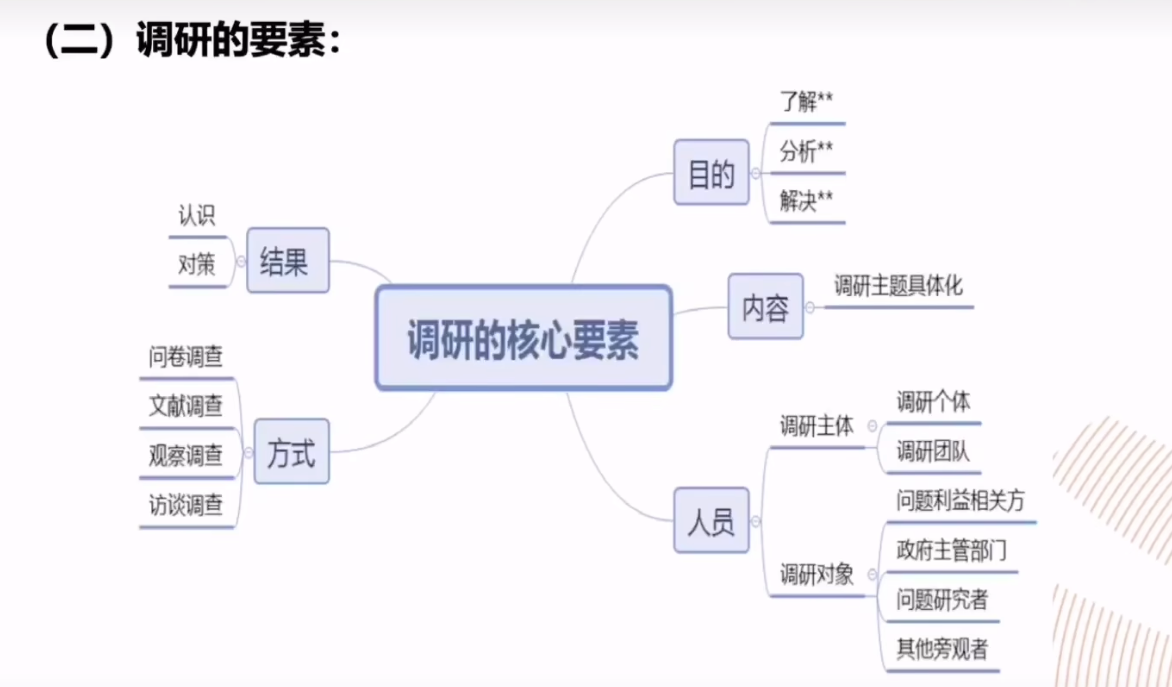 （二）调研的要素：
调研的核心要素
目的
了解**
分析**
解决**
内容
调研主题具体化
人员
调研主体
调研个体
调研团队
调研对象
问题利益相关方
政府主管部门
问题研究者
其他旁观者
结果
认识
对策
方式
问卷调查
文献调查
观察调查
访谈调查